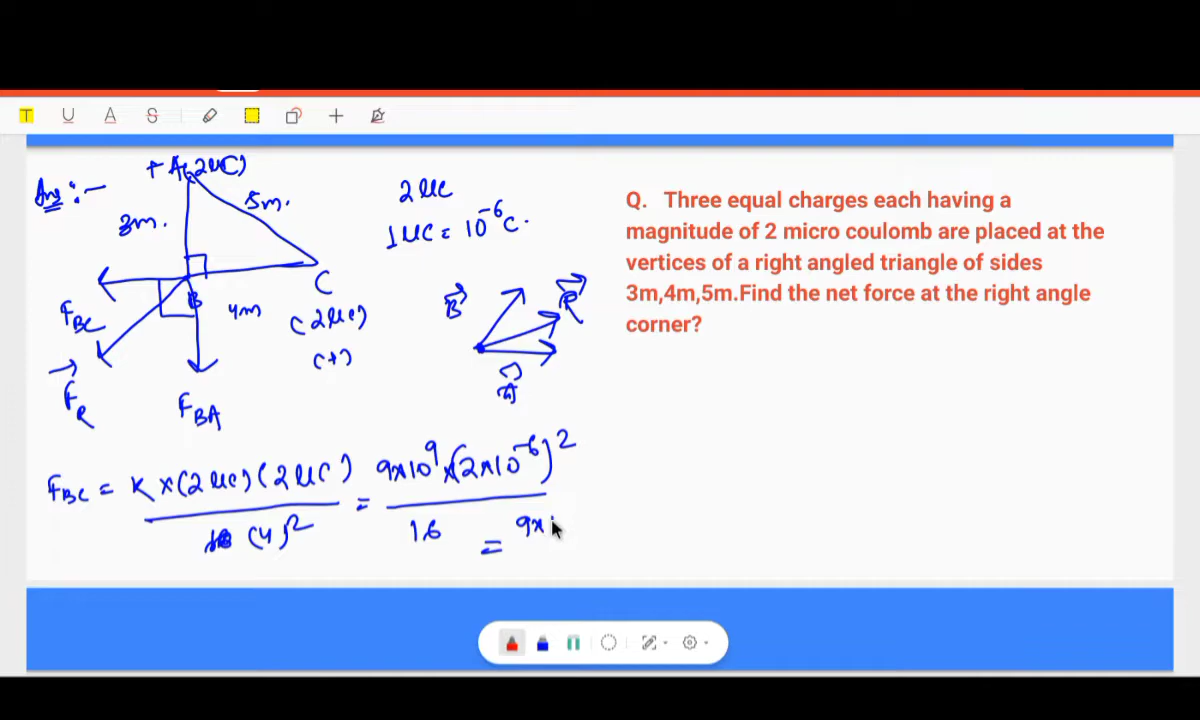 T U A S
Ans :-
+ A(2μC)
3m.
5m.
B
C
4m
(2μC)
(+)
F_BC
F_R
F_BA
2μC
1μC = 10^-6 C.
B
R
A
F_BC = K×(2μC)(2μC) / (4)^2 = 9×10^9×(2×10^-6)^2 / 16 = 9×
Q. Three equal charges each having a
magnitude of 2 micro coulomb are placed at the
vertices of a right angled triangle of sides
3m,4m,5m.Find the net force at the right angle
corner?